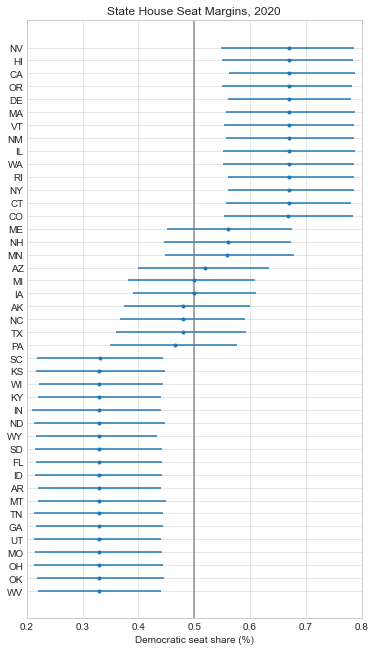 State House Seat Margins, 2020
NV
HI
CA
OR
DE
MA
VT
NM
IL
WA
RI
NY
CT
CO
ME
NH
MN
AZ
MI
IA
AK
NC
TX
PA
SC
KS
WI
KY
IN
ND
WY
SD
FL
ID
AR
MT
TN
GA
UT
MO
OH
OK
WV
0.2 0.3 0.4 0.5 0.6 0.7 0.8
Democratic seat share (%)